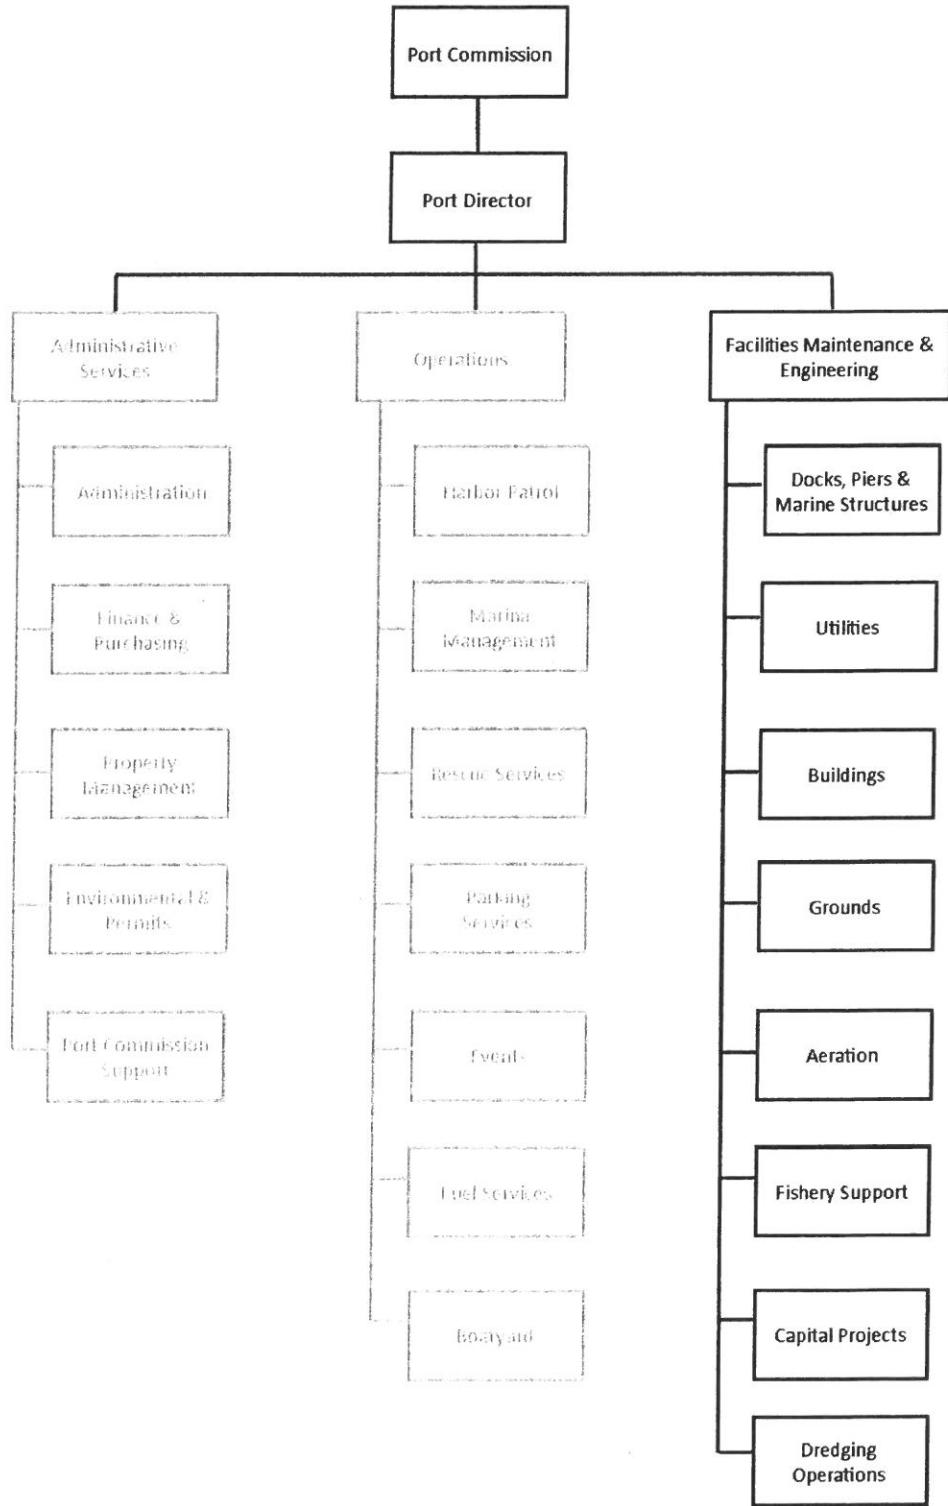 Port Commission
Port Director
Administrative
Services
Operations
Facilities Maintenance &
Engineering
Administration
Finance &
Purchasing
Property
Management
Environmental &
Permits
Port Commission
Support
Harbor Patrol
Marina
Management
Rescue Services
Parking
Services
Events
Fuel Services
Boatyard
Docks, Piers &
Marine Structures
Utilities
Buildings
Grounds
Aeration
Fishery Support
Capital Projects
Dredging
Operations